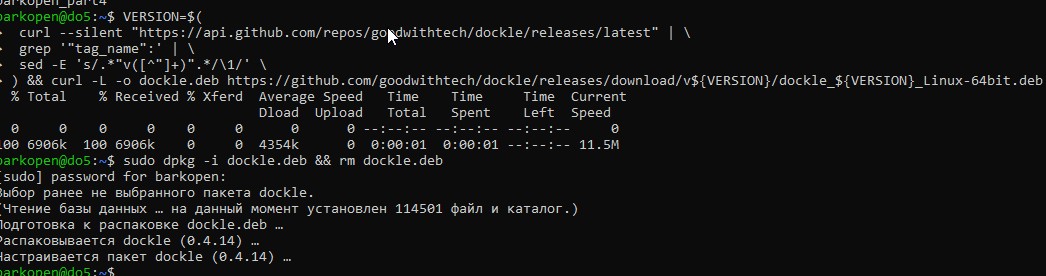 barkopen_part4
barkopen@do5:~$ VERSION=$(
> curl --silent "https://api.github.com/repos/goodwithtech/dockle/releases/latest" | \
> grep '"tag_name":' | \
> sed -E 's/.*"v([^"]+)".*/\1/' \
> ) && curl -L -o dockle.deb https://github.com/goodwithtech/dockle/releases/download/v${VERSION}/dockle_${VERSION}_Linux-64bit.deb
% Total % Received % Xferd Average Speed Time Time Time Current
Dload Upload Total Spent Left Speed
0 0 0 0 0 0 0 0 --:--:-- --:--:-- --:--:-- 0
100 6906k 100 6906k 0 0 4354k 0 0:00:01 0:00:01 --:--:-- 11.5M
barkopen@do5:~$ sudo dpkg -i dockle.deb && rm dockle.deb
[sudo] password for barkopen:
Выбор ранее не выбранного пакета dockle.
(Чтение базы данных … на данный момент установлен 114501 файл и каталог.)
Подготовка к распаковке dockle.deb …
Распаковывается dockle (0.4.14) …
Настраивается пакет dockle (0.4.14) …
barkopen@do5:~$